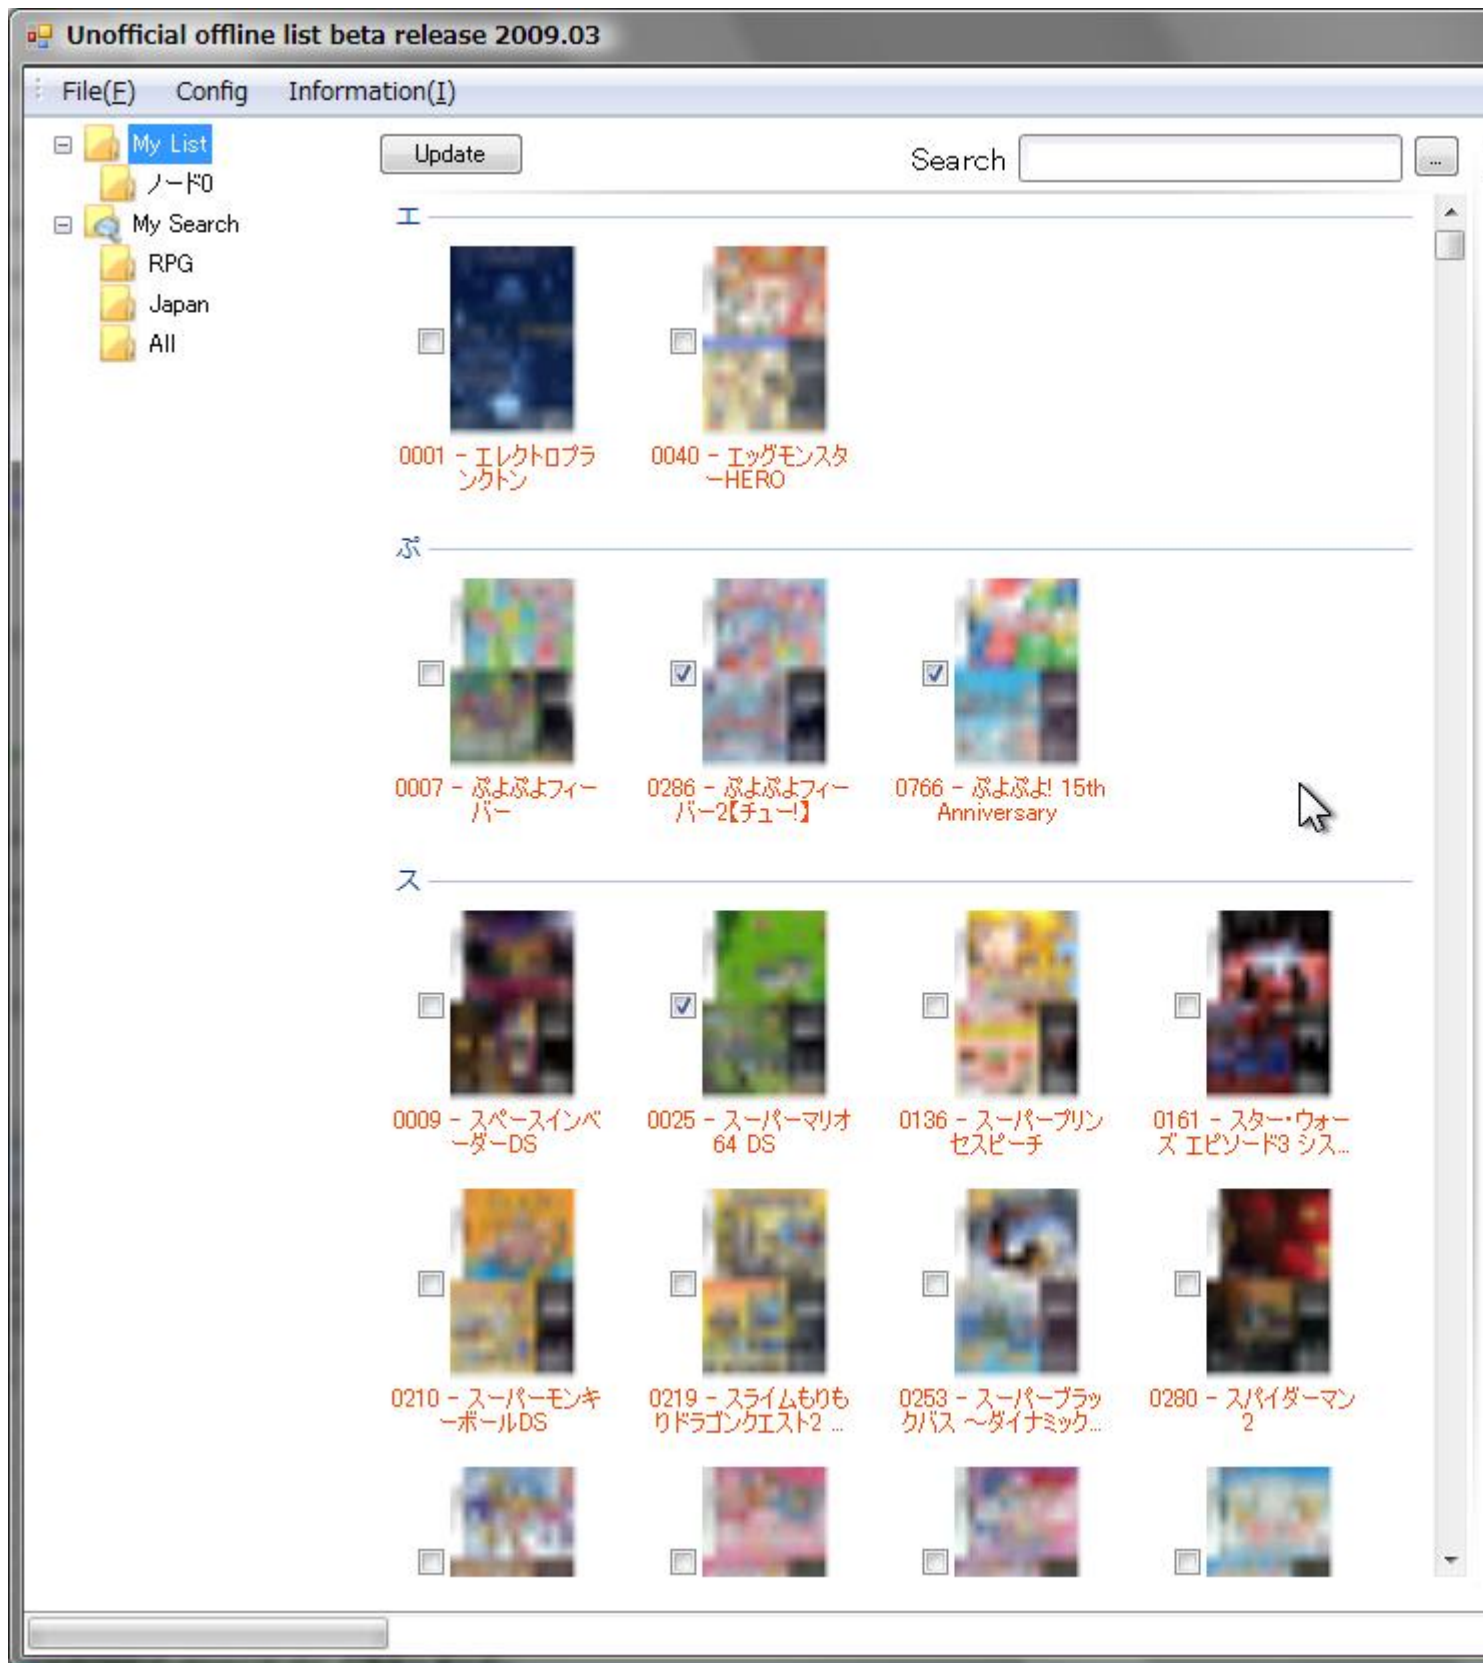 Unofficial offline list beta release 2009.03
File(F) Config Information(I)
My List
ノード0
My Search
RPG
Japan
All
Update
Search
...
エ
0001 - エレクトロプラ
ンクトン
0040 - エッグモンスタ
ーHERO
ぷ
0007 - ぷよぷよフィー
バー
0286 - ぷよぷよフィー
バー2【チュー!】
0766 - ぷよぷよ! 15th
Anniversary
ス
0009 - スペースインベ
ーダーDS
0025 - スーパーマリオ
64 DS
0136 - スーパープリン
セスピーチ
0161 - スター・ウォー
ズ エピソード3 シス...
0210 - スーパーモンキ
ーボールDS
0219 - スライムもりも
りドラゴンクエスト2 ...
0253 - スーパーブラッ
クバス ～ダイナミック...
0280 - スパイダーマン
2